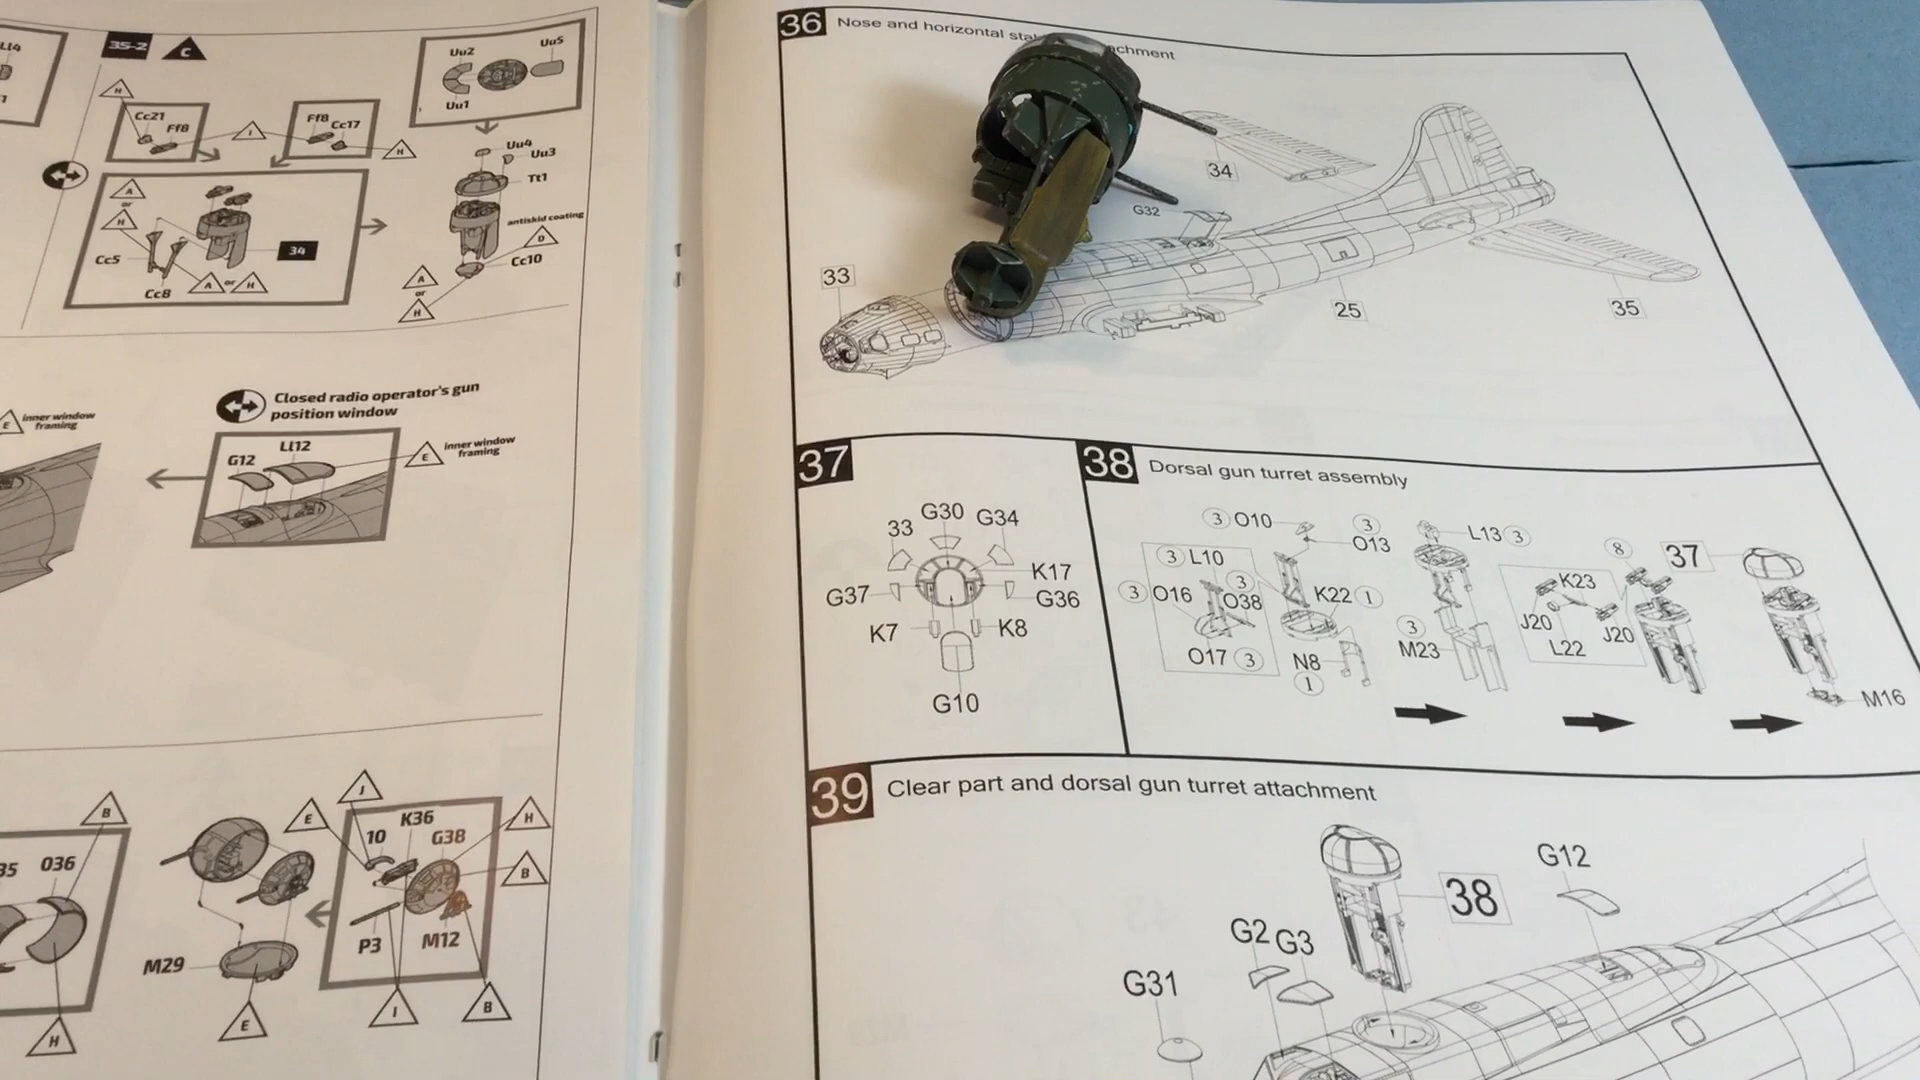 LL4
35-2
C
Uu2
Uu5
Uu1
H
Cc21
Ff8
I
Ff8
Cc17
H
Uu4
Uu3
Tt1
A
or
H
antiskid coating
D
34
Cc5
Cc8
A or H
Cc10
A
or
H
Closed radio operator's gun
position window
E
inner window
framing
G12
Ll12
E
inner window
framing
B
J
E
K36
10
G38
H
B
35
O36
M29
P3
M12
H
E
I
B
36
Nose and horizontal
34
G32
33
25
35
37
33
G30
G34
K17
G37
G36
K7
K8
G10
38
Dorsal gun turret assembly
3 O10
3
O13
L13 3
8
37
3 L10
3
3 O16
O38
K22 1
K23
J20
J20
3
M23
L22
O17 3
N8
1
M16
39
Clear part and dorsal gun turret attachment
38
G12
G2
G3
G31